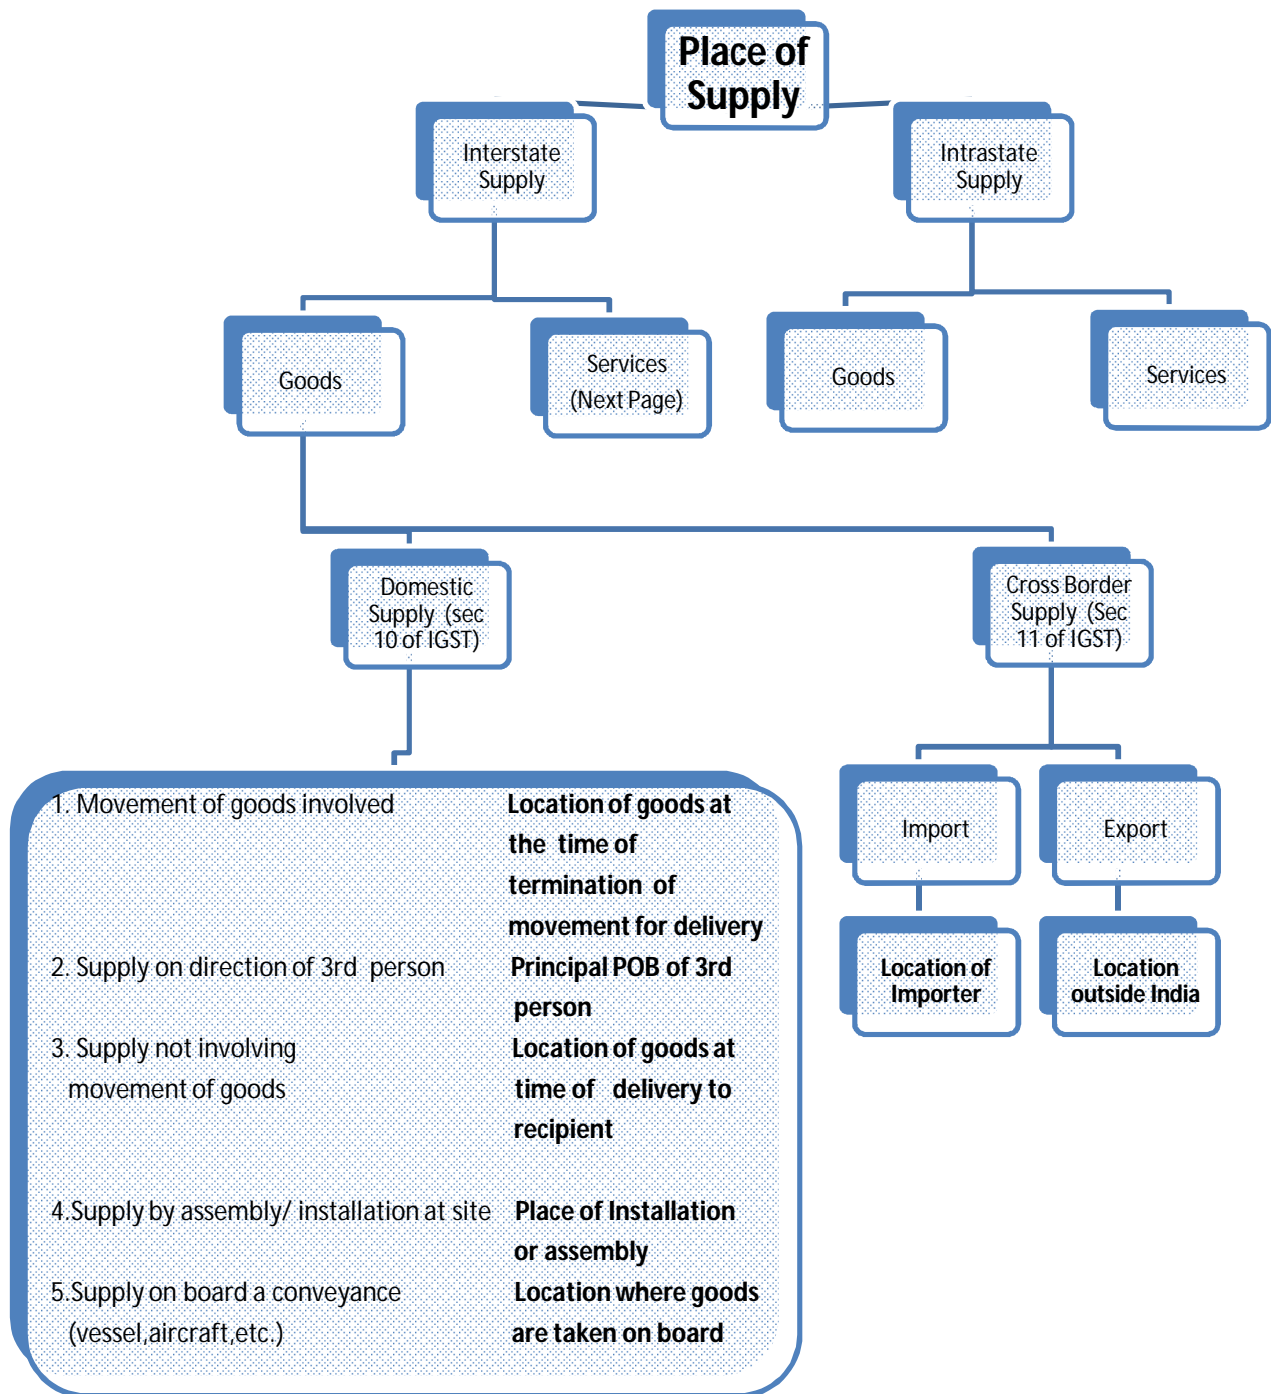 Place of
Supply
Interstate
Supply
Intrastate
Supply
Goods
Services
(Next Page)
Goods
Services
Domestic
Supply (sec
10 of IGST)
Cross Border
Supply (Sec
11 of IGST)
Import
Export
Location of
Importer
Location
outside India
1. Movement of goods involved Location of goods at
the time of
termination of
movement for delivery
2. Supply on direction of 3rd person Principal POB of 3rd
person
3. Supply not involving Location of goods at
movement of goods time of delivery to
recipient
4.Supply by assembly/ installation at site Place of Installation
or assembly
5.Supply on board a conveyance Location where goods
(vessel,aircraft,etc.) are taken on board